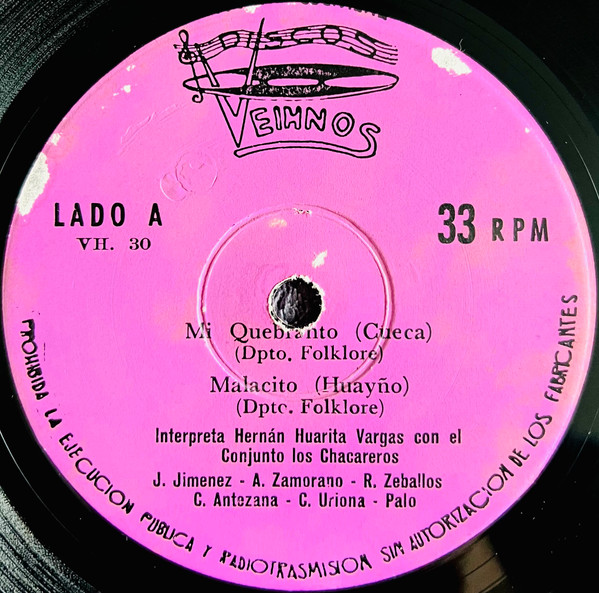 DISCOS
VEIHNOS
LADO A
VH. 30
33 RPM
Mi Quebranto (Cueca)
(Dpto. Folklore)
Malacito (Huayño)
(Dpto. Folklore)
Interpreta Hernán Huarita Vargas con el
Conjunto los Chacareros
J. Jimenez - A. Zamorano - R. Zeballos
C. Antezana - C. Uriona - Palo
PROHIBIDA LA EJECUCION PUBLICA Y RADIOTRASMISION SIN AUTORIZACION DE LOS FABRICANTES